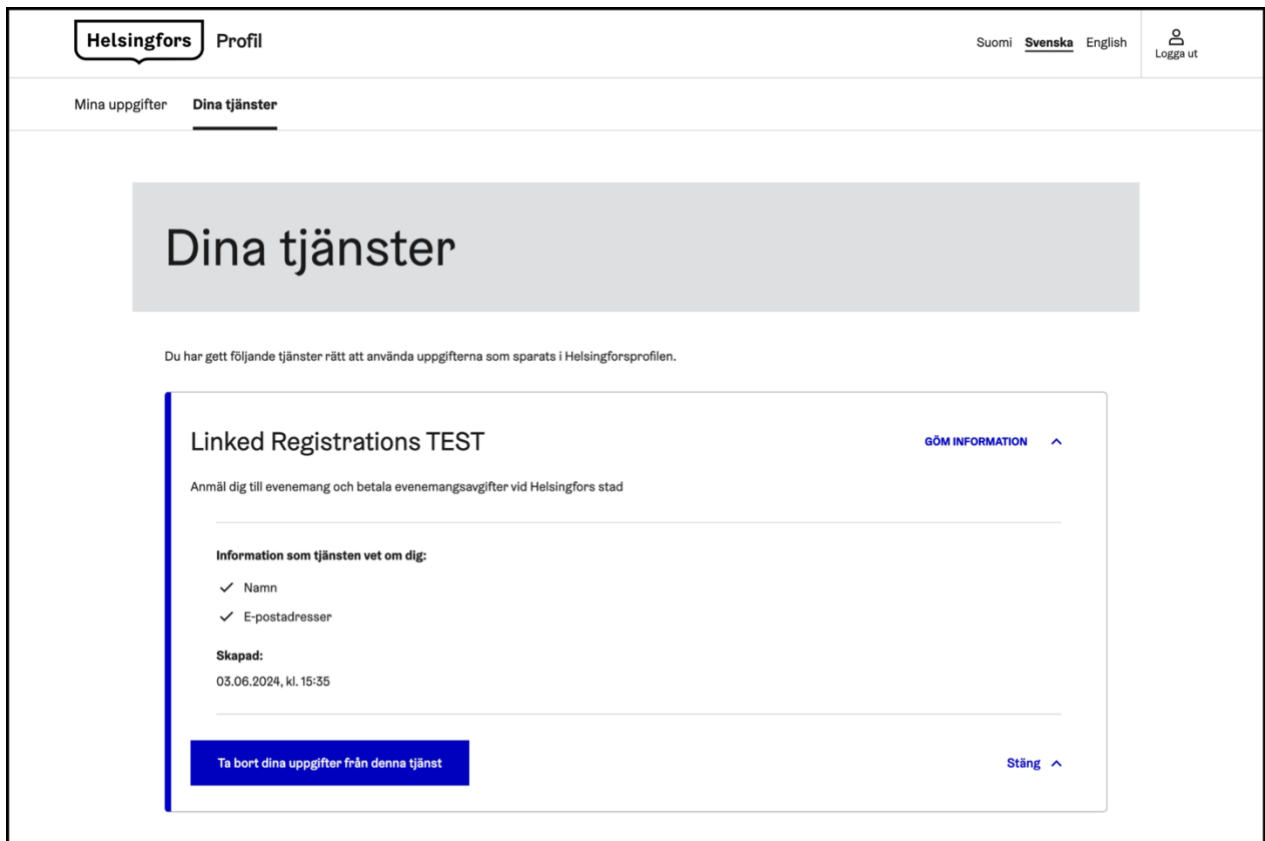 Helsingfors Profil
Suomi Svenska English
Logga ut
Mina uppgifter Dina tjänster
Dina tjänster
Du har gett följande tjänster rätt att använda uppgifterna som sparats i Helsingforsprofilen.
Linked Registrations TEST
GÖM INFORMATION
Anmäl dig till evenemang och betala evenemangsavgifter vid Helsingfors stad
Information som tjänsten vet om dig:
Namn
E-postadresser
Skapad:
03.06.2024, kl. 15:35
Ta bort dina uppgifter från denna tjänst
Stäng